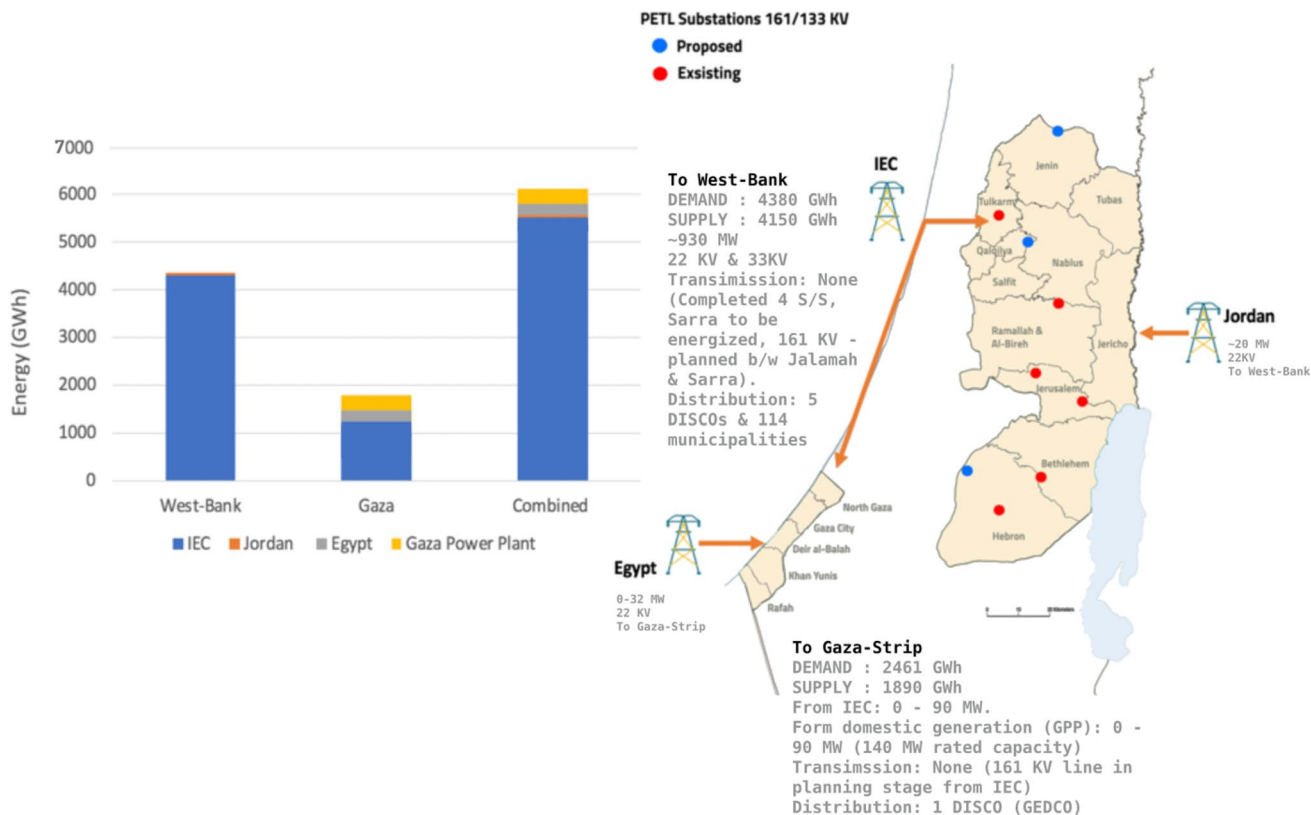 PETL Substations 161/133 KV
Proposed
Exsisting
7000
6000
5000
4000
3000
2000
1000
0
Energy (GWh)
West-Bank
Gaza
Combined
IEC
Jordan
Egypt
Gaza Power Plant
To West-Bank
DEMAND : 4380 GWh
SUPPLY : 4150 GWh
~930 MW
22 KV & 33KV
Transimission: None
(Completed 4 S/S,
Sarra to be
energized, 161 KV -
planned b/w Jalamah
& Sarra).
Distribution: 5
DISCOs & 114
municipalities
IEC
Jenin
Tubas
Tulkarm
Qalqilya
Nablus
Salfit
Ramallah &
Al-Bireh
Jericho
Jerusalem
Bethlehem
Hebron
Jordan
~20 MW
22KV
To West-Bank
North Gaza
Gaza City
Deir al-Balah
Khan Yunis
Rafah
Egypt
0-32 MW
22 KV
To Gaza-Strip
0
10
20 Kilometers
To Gaza-Strip
DEMAND : 2461 GWh
SUPPLY : 1890 GWh
From IEC: 0 - 90 MW.
Form domestic generation (GPP): 0 -
90 MW (140 MW rated capacity)
Transimssion: None (161 KV line in
planning stage from IEC)
Distribution: 1 DISCO (GEDCO)